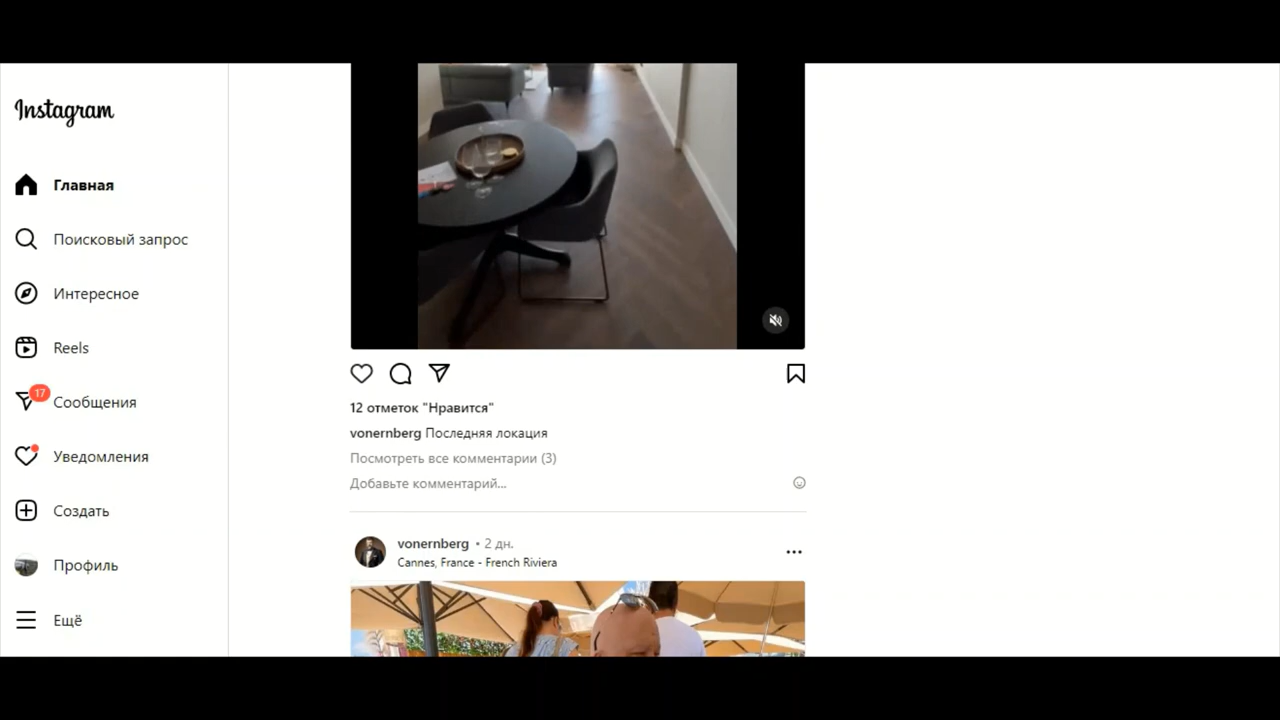 Instagram
Главная
Поисковый запрос
Интересное
Reels
17
Сообщения
Уведомления
Создать
Профиль
Ещё
12 отметок "Нравится"
vonernberg Последняя локация
Посмотреть все комментарии (3)
Добавьте комментарий...
vonernberg • 2 дн.
Cannes, France - French Riviera